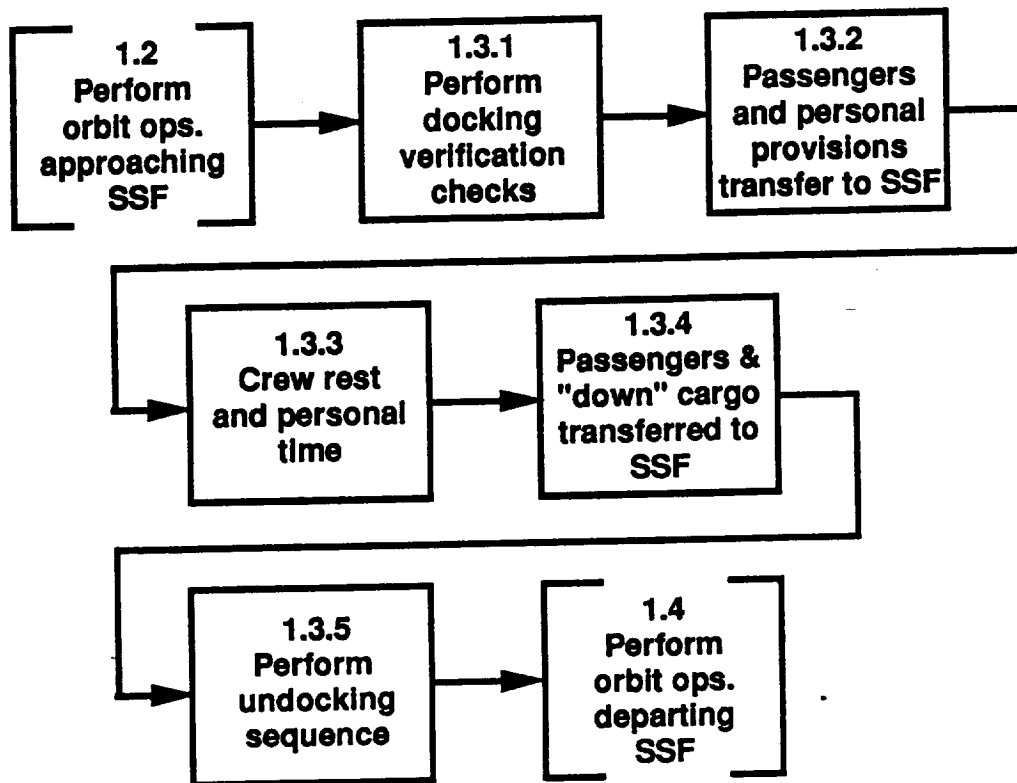 1.2
Perform
orbit ops.
approaching
SSF
1.3.1
Perform
docking
verification
checks
1.3.2
Passengers
and personal
provisions
transfer to SSF
1.3.3
Crew rest
and personal
time
1.3.4
Passengers &
"down" cargo
transferred to
SSF
1.3.5
Perform
undocking
sequence
1.4
Perform
orbit ops.
departing
SSF